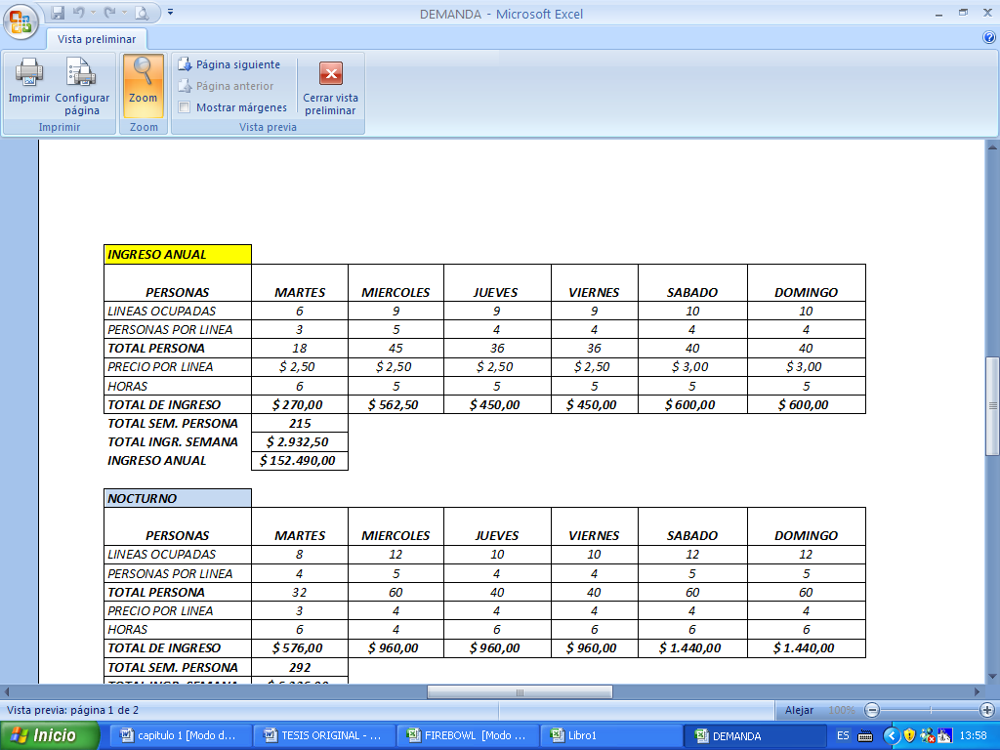 DEMANDA - Microsoft Excel
Vista preliminar
Imprimir
Configurar página
Zoom
Página siguiente
Página anterior
Mostrar márgenes
Cerrar vista preliminar
Imprimir
Zoom
Vista previa
INGRESO ANUAL
PERSONAS MARTES MIERCOLES JUEVES VIERNES SABADO DOMINGO
LINEAS OCUPADAS 6 9 9 9 10 10
PERSONAS POR LINEA 3 5 4 4 4 4
TOTAL PERSONA 18 45 36 36 40 40
PRECIO POR LINEA $ 2,50 $ 2,50 $ 2,50 $ 2,50 $ 3,00 $ 3,00
HORAS 6 5 5 5 5 5
TOTAL DE INGRESO $ 270,00 $ 562,50 $ 450,00 $ 450,00 $ 600,00 $ 600,00
TOTAL SEM. PERSONA 215
TOTAL INGR. SEMANA $ 2.932,50
INGRESO ANUAL $ 152.490,00
NOCTURNO
PERSONAS MARTES MIERCOLES JUEVES VIERNES SABADO DOMINGO
LINEAS OCUPADAS 8 12 10 10 12 12
PERSONAS POR LINEA 4 5 4 4 5 5
TOTAL PERSONA 32 60 40 40 60 60
PRECIO POR LINEA 3 4 4 4 4 4
HORAS 6 4 6 6 6 6
TOTAL DE INGRESO $ 576,00 $ 960,00 $ 960,00 $ 960,00 $ 1.440,00 $ 1.440,00
TOTAL SEM. PERSONA 292
TOTAL INGR. SEMANA
Vista previa: página 1 de 2
Alejar 100%
Inicio
capitulo 1 [Modo d...
TESIS ORIGINAL - ...
FIREBOWL [Modo ...
Libro1
DEMANDA
ES
13:58